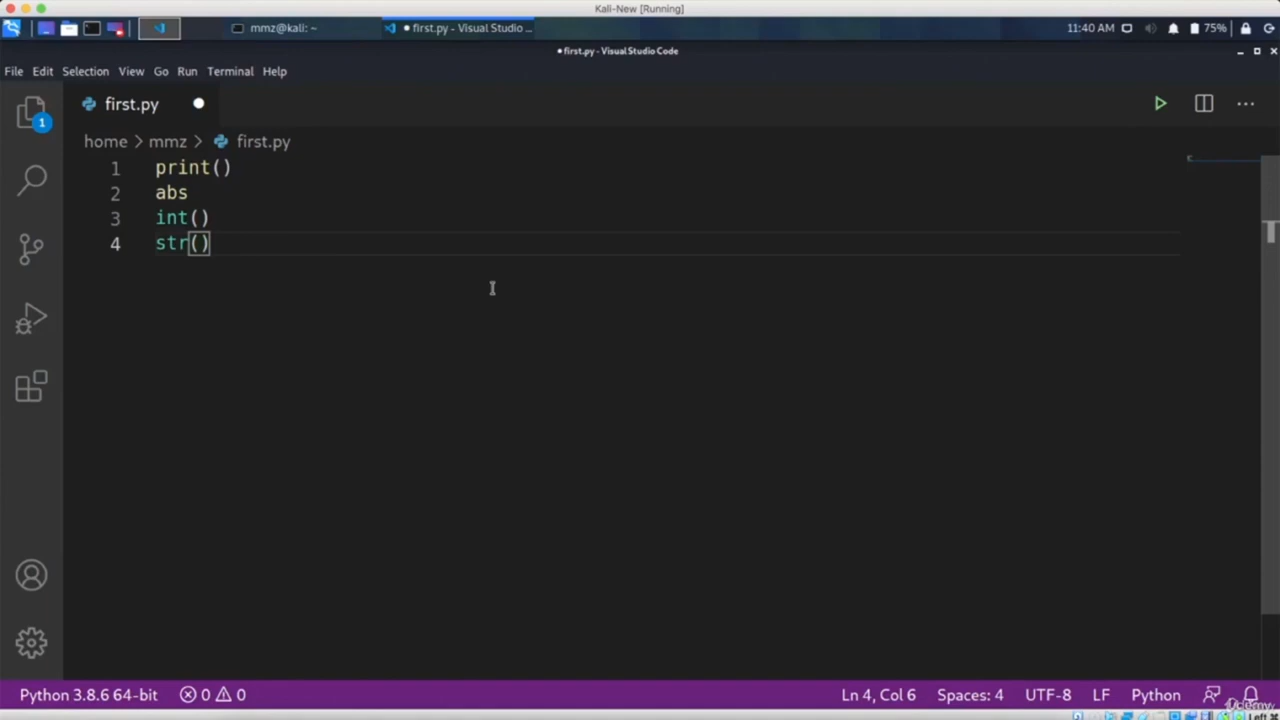 Kali-New [Running]
mmz@kali: ~
● first.py - Visual Studio ...
11:40 AM
75%
●first.py - Visual Studio Code
File Edit Selection View Go Run Terminal Help
first.py
1
home > mmz > first.py
1 print()
2 abs
3 int()
4 str()
Python 3.8.6 64-bit 0 0 Ln 4, Col 6 Spaces: 4 UTF-8 LF Python
Udemy
Left ⌘